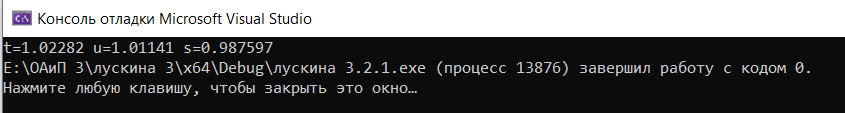 Консоль отладки Microsoft Visual Studio
t=1.02282 u=1.01141 s=0.987597
E:\ОАиП 3\лускина 3\x64\Debug\лускина 3.2.1.exe (процесс 13876) завершил работу с кодом 0.
Нажмите любую клавишу, чтобы закрыть это окно…